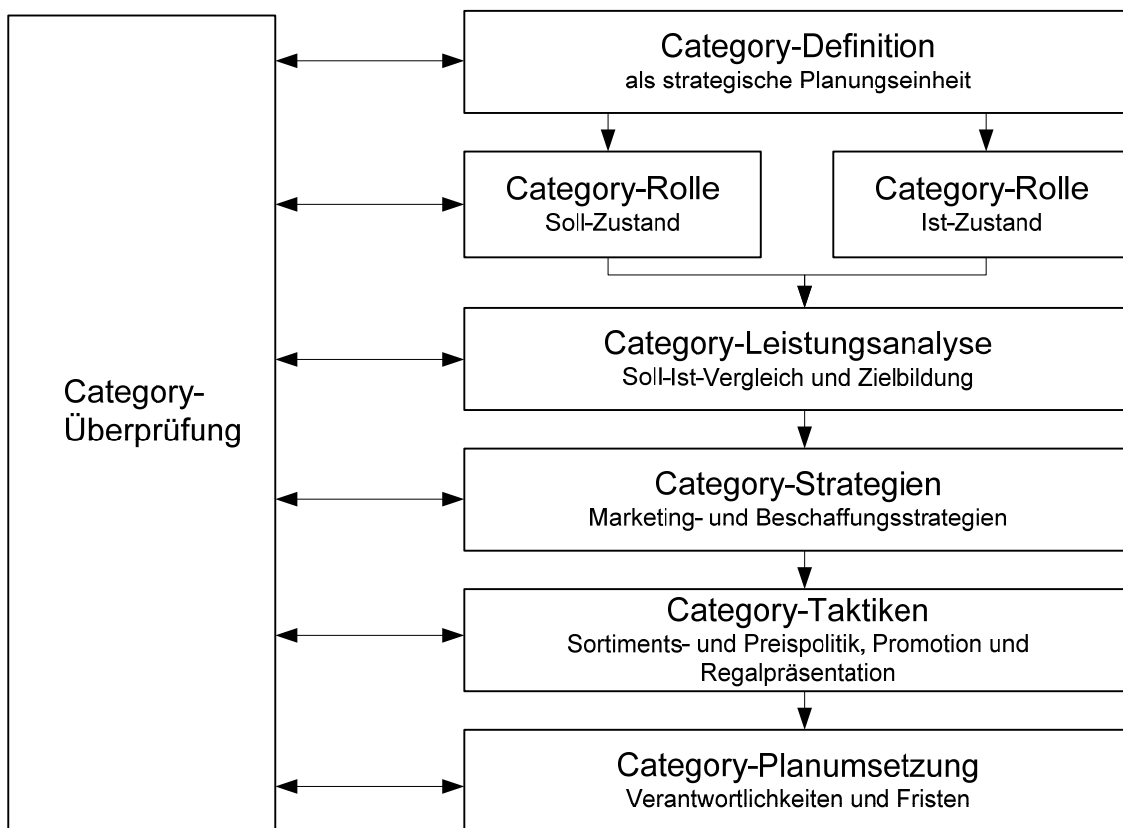 Category-Definition
als strategische Planungseinheit
Category-Rolle
Soll-Zustand
Category-Rolle
Ist-Zustand
Category-Leistungsanalyse
Soll-Ist-Vergleich und Zielbildung
Category-
Überprüfung
Category-Strategien
Marketing- und Beschaffungsstrategien
Category-Taktiken
Sortiments- und Preispolitik, Promotion und
Regalpräsentation
Category-Planumsetzung
Verantwortlichkeiten und Fristen